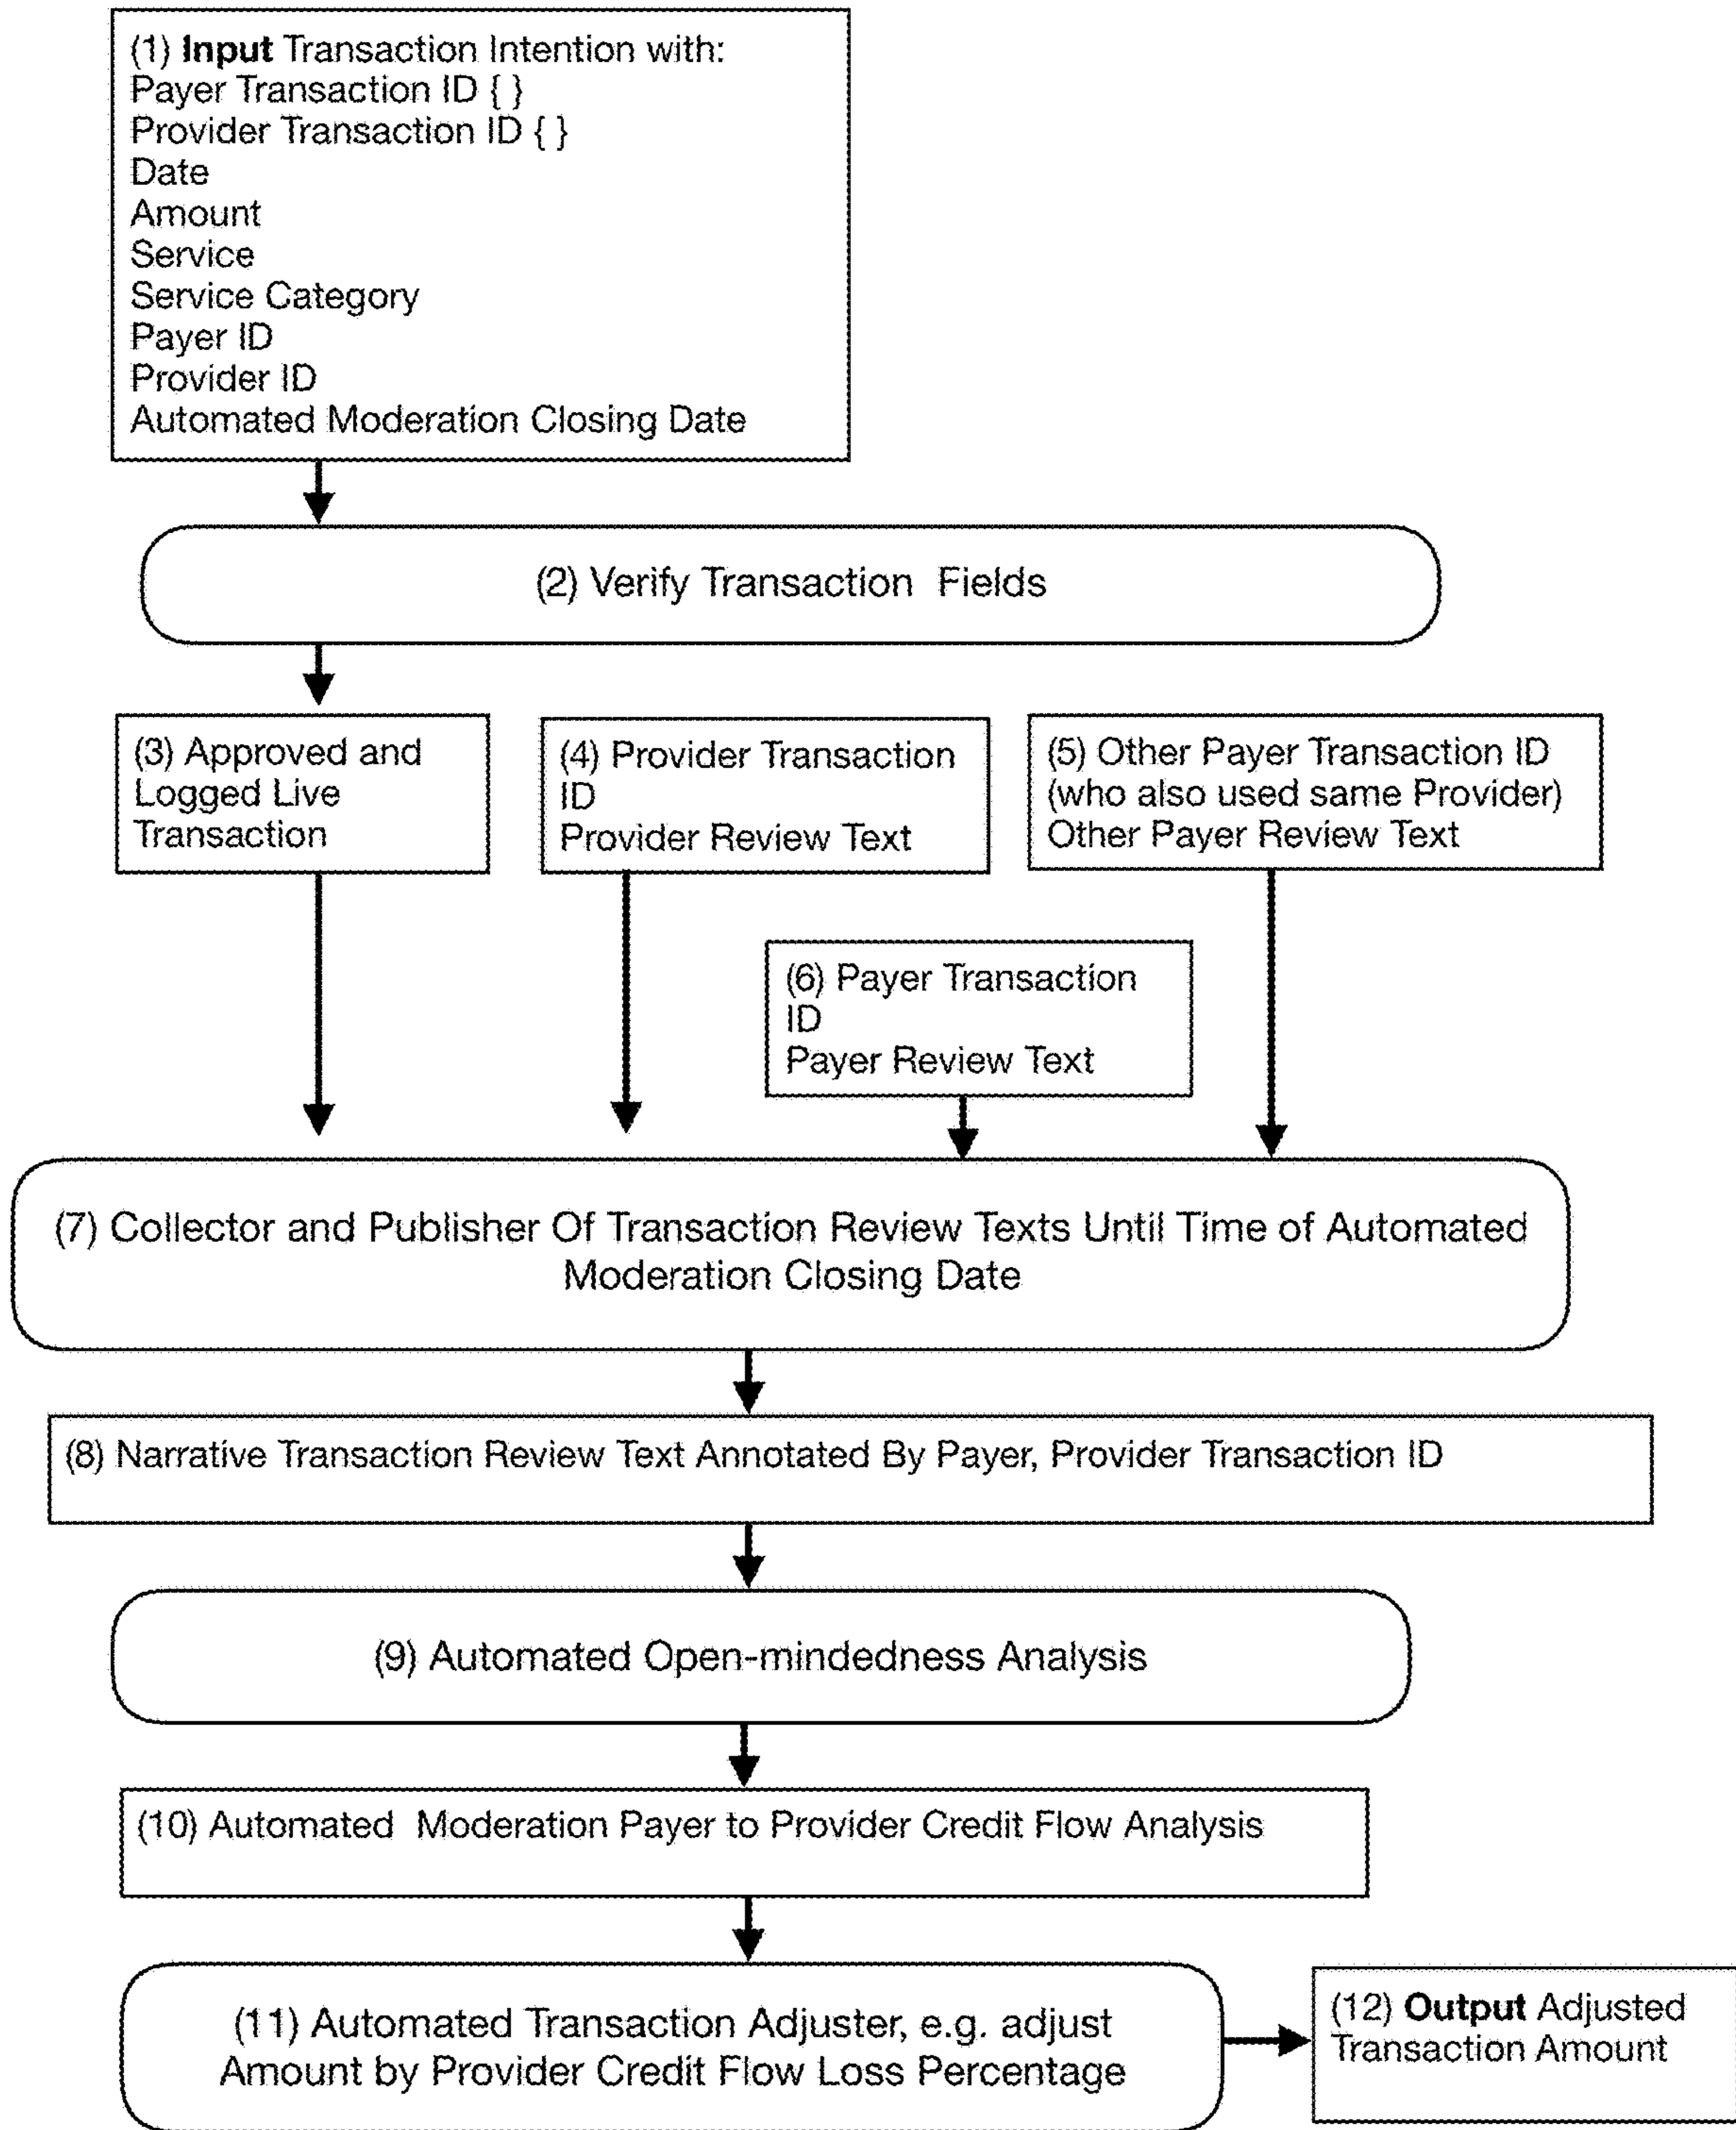 (1) Input Transaction Intention with:
Payer Transaction ID { }
Provider Transaction ID { }
Date
Amount
Service
Service Category
Payer ID
Provider ID
Automated Moderation Closing Date
(2) Verify Transaction Fields
(3) Approved and
Logged Live
Transaction
(4) Provider Transaction
ID
Provider Review Text
(5) Other Payer Transaction ID
(who also used same Provider)
Other Payer Review Text
(6) Payer Transaction
ID
Payer Review Text
(7) Collector and Publisher Of Transaction Review Texts Until Time of Automated
Moderation Closing Date
(8) Narrative Transaction Review Text Annotated By Payer, Provider Transaction ID
(9) Automated Open-mindedness Analysis
(10) Automated Moderation Payer to Provider Credit Flow Analysis
(11) Automated Transaction Adjuster, e.g. adjust
Amount by Provider Credit Flow Loss Percentage
(12) Output Adjusted
Transaction Amount